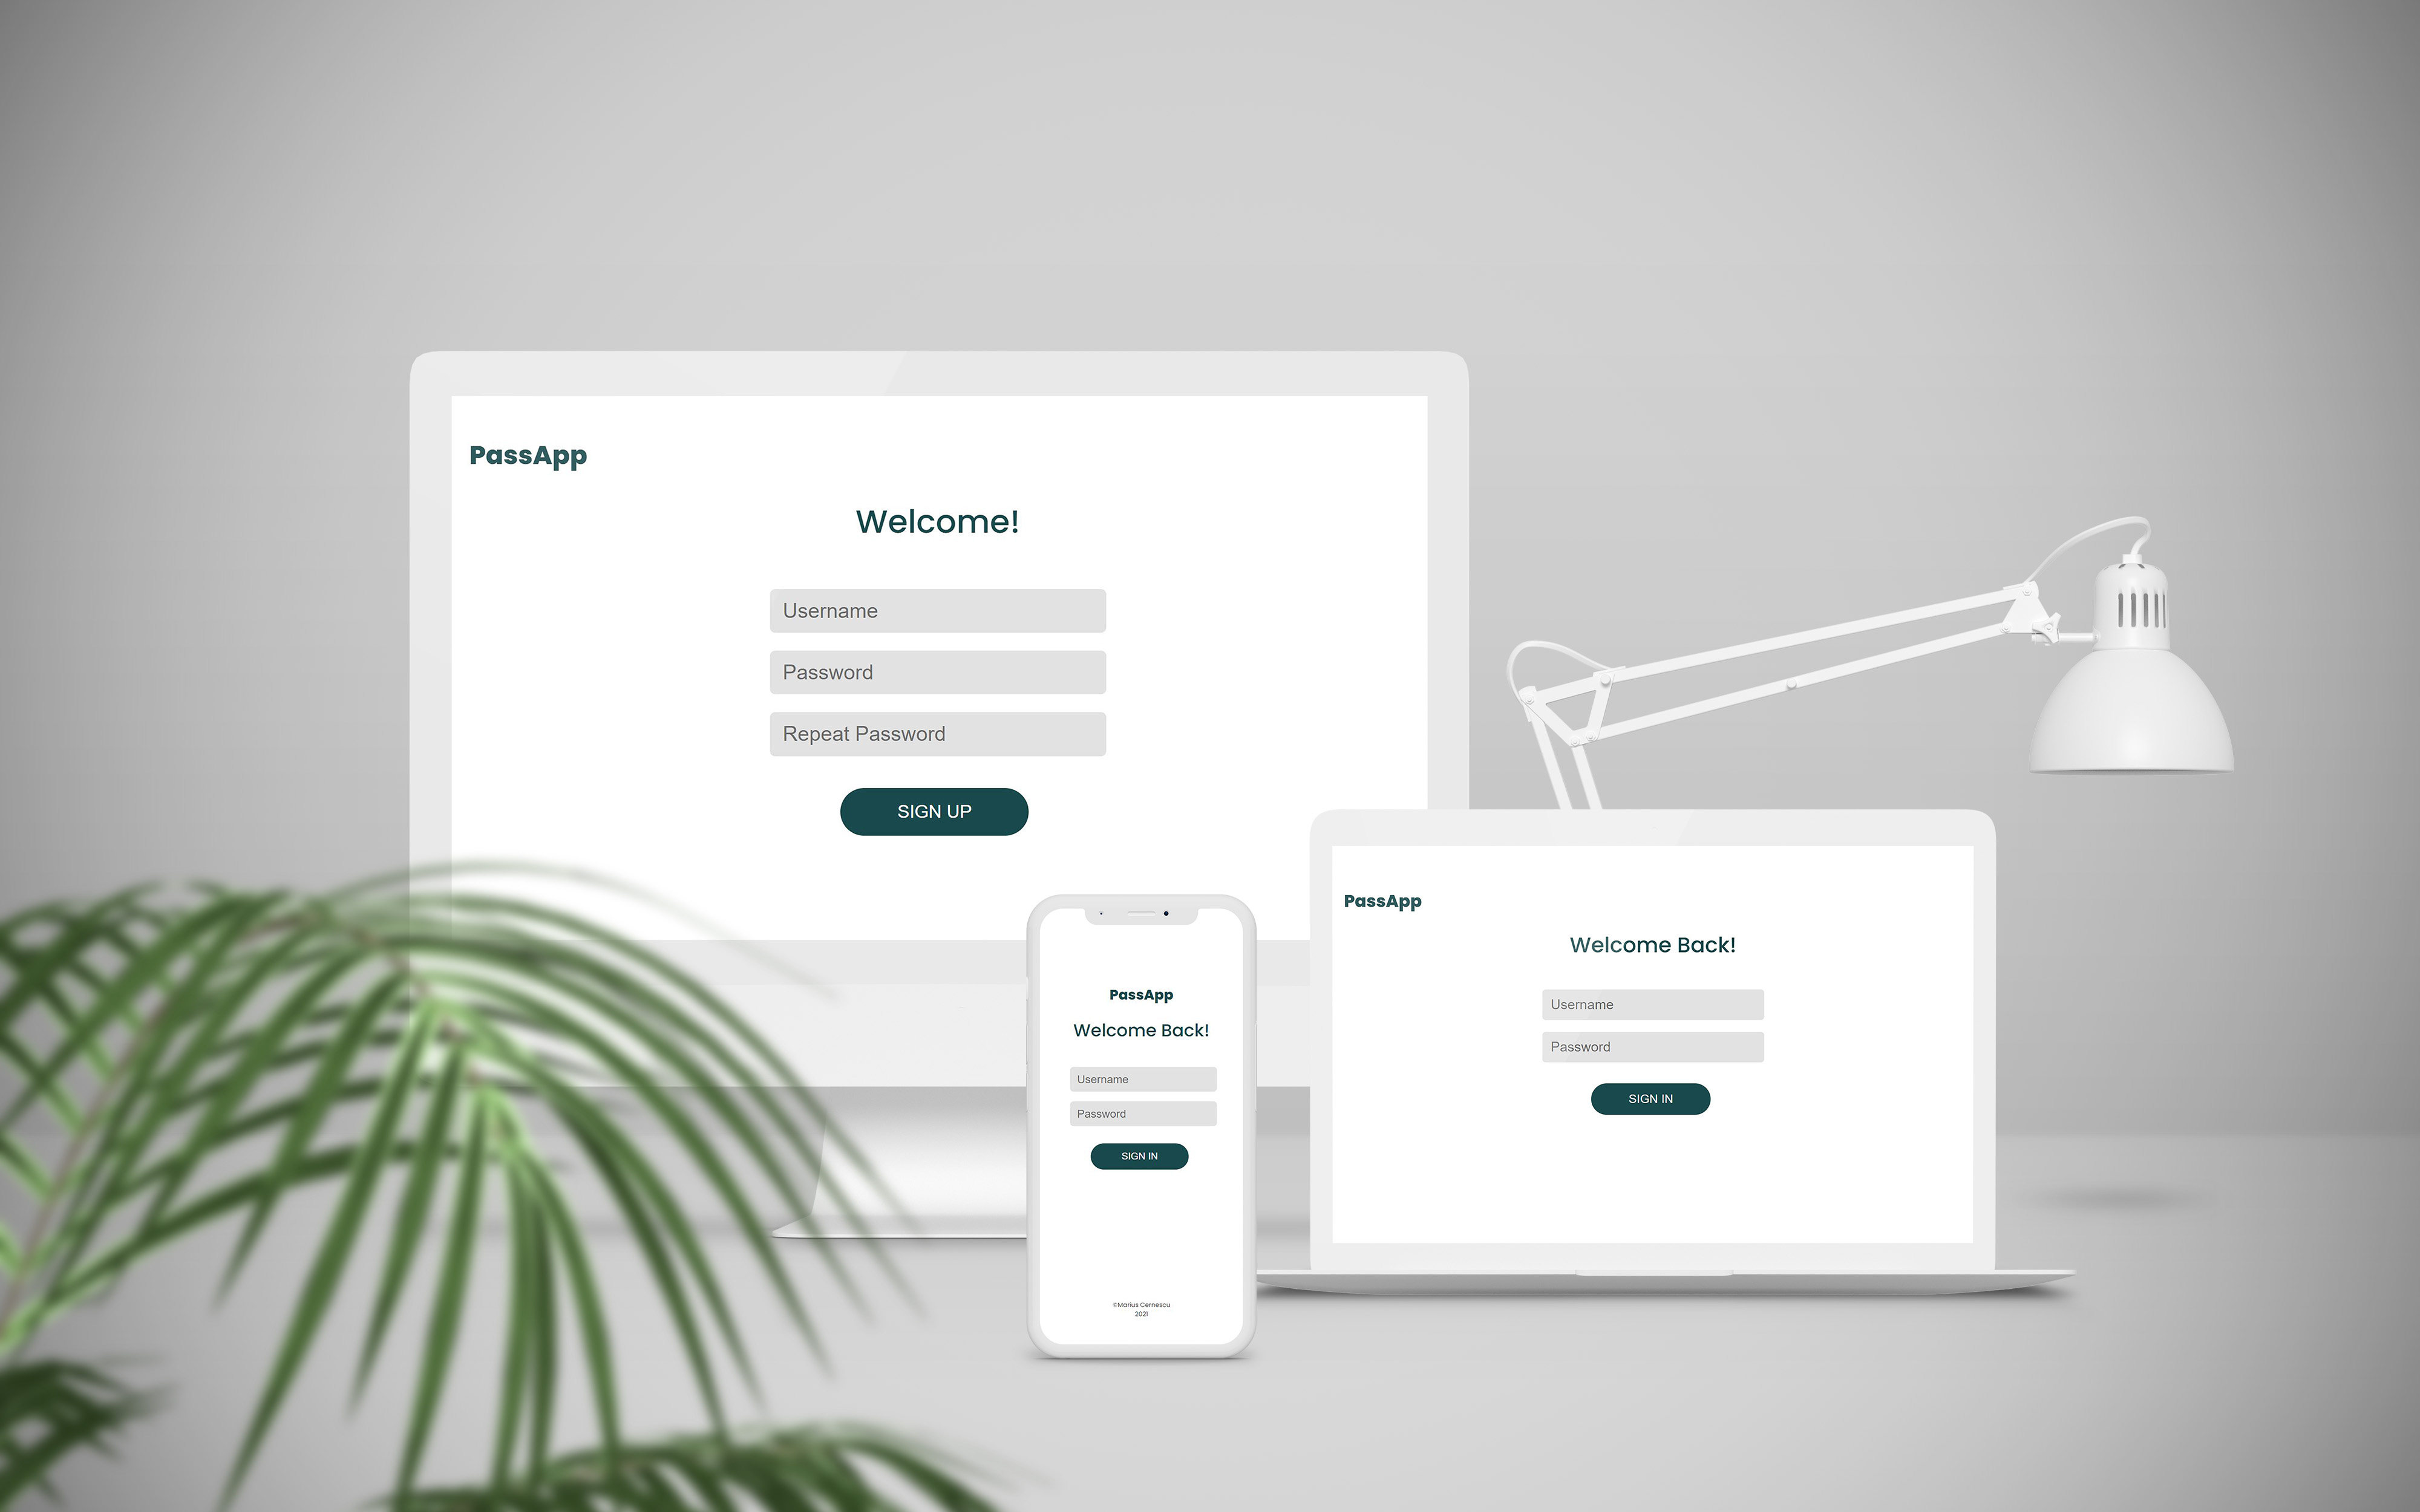 PassApp
Welcome!
Username
Password
Repeat Password
SIGN UP
PassApp
Welcome Back!
Username
Password
SIGN IN
©Marius Cernescu
2021
PassApp
Welcome Back!
Username
Password
SIGN IN